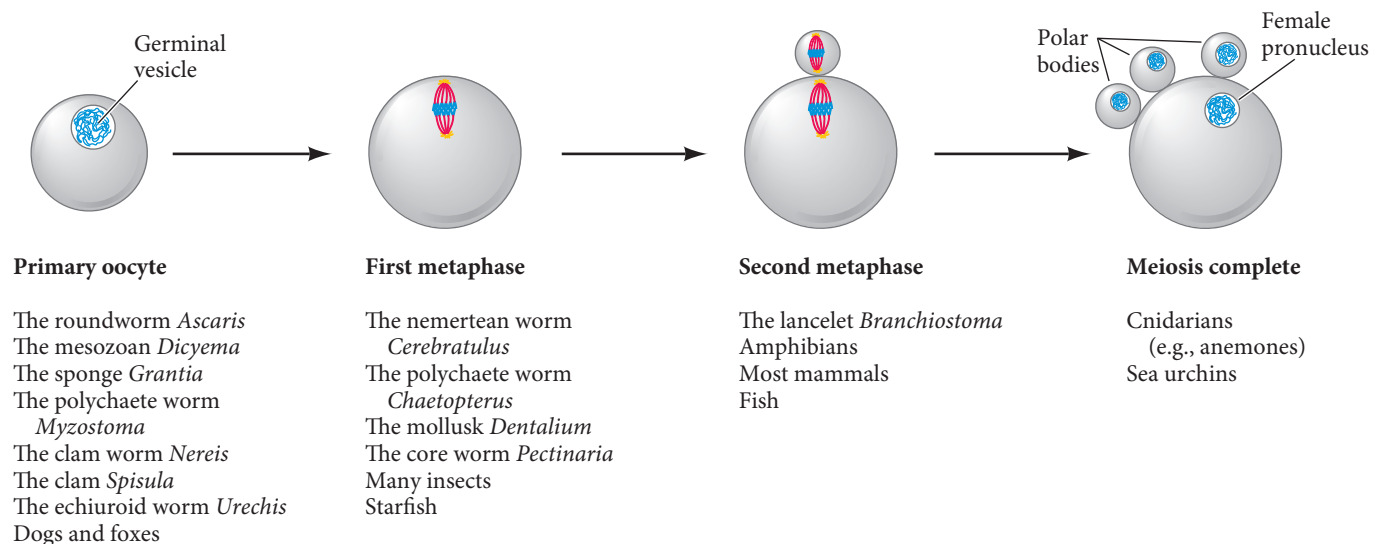 Germinal
vesicle
Polar
bodies
Female
pronucleus
Primary oocyte
The roundworm Ascaris
The mesozoan Dicyema
The sponge Grantia
The polychaete worm
Myzostoma
The clam worm Nereis
The clam Spisula
The echiuroid worm Urechis
Dogs and foxes
First metaphase
The nemertean worm
Cerebratulus
The polychaete worm
Chaetopterus
The mollusk Dentalium
The core worm Pectinaria
Many insects
Starfish
Second metaphase
The lancelet Branchiostoma
Amphibians
Most mammals
Fish
Meiosis complete
Cnidarians
(e.g., anemones)
Sea urchins